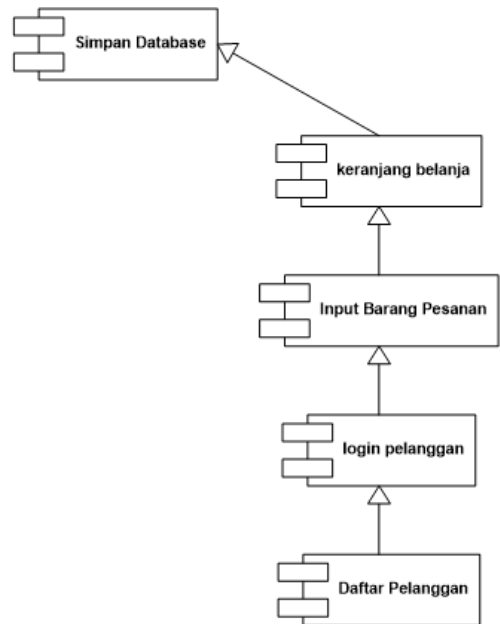 Simpan Database
keranjang belanja
Input Barang Pesanan
login pelanggan
Daftar Pelanggan